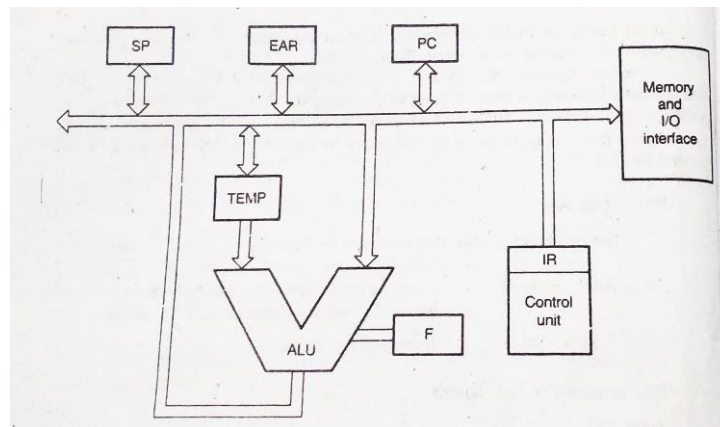 SP
EAR
PC
Memory
and
I/O
interface
TEMP
IR
Control
unit
F
ALU